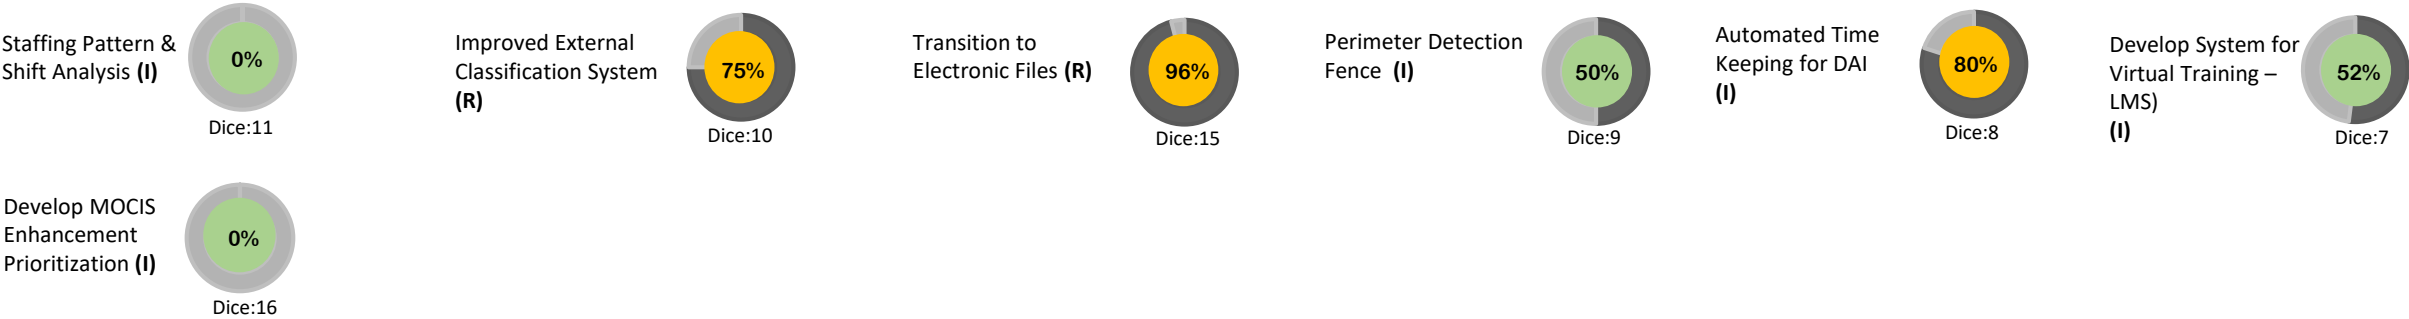 Staffing Pattern &
Shift Analysis (I)
0%
Dice:11
Improved External
Classification System
(R)
75%
Dice:10
Transition to
Electronic Files (R)
96%
Dice:15
Perimeter Detection
Fence (I)
50%
Dice:9
Automated Time
Keeping for DAI
(I)
80%
Dice:8
Develop System for
Virtual Training –
LMS)
(I)
52%
Dice:7
Develop MOCIS
Enhancement
Prioritization (I)
0%
Dice:16